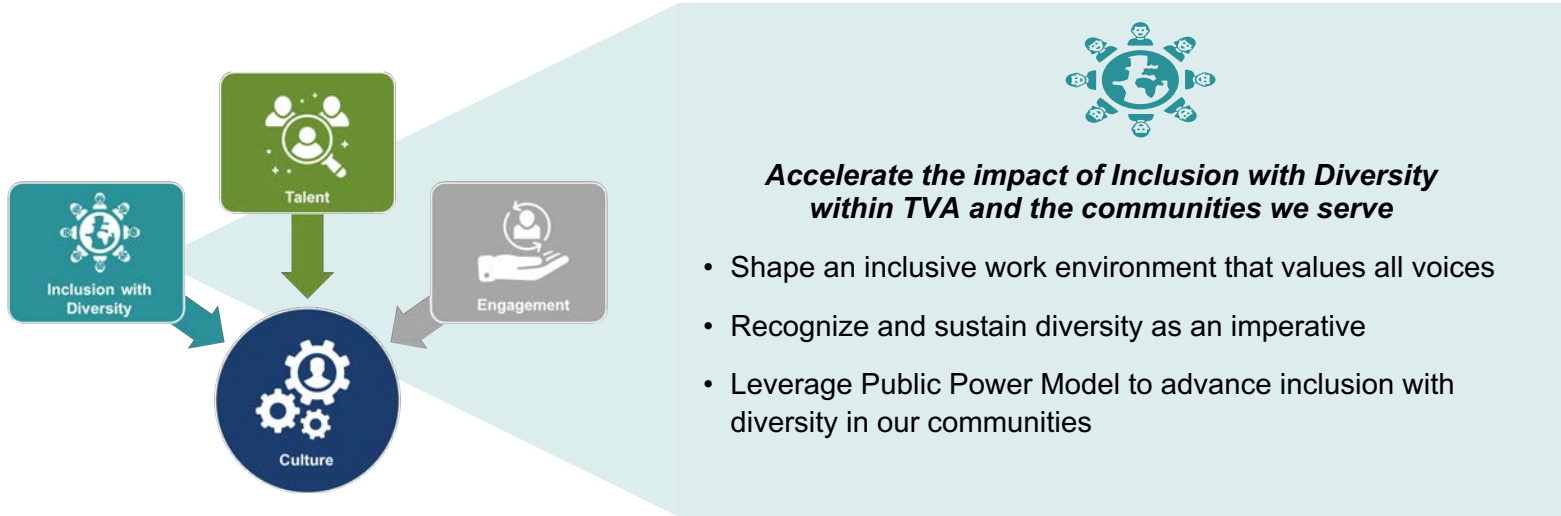 Talent
Inclusion with
Diversity
Engagement
Culture
Accelerate the impact of Inclusion with Diversity
within TVA and the communities we serve
• Shape an inclusive work environment that values all voices
• Recognize and sustain diversity as an imperative
• Leverage Public Power Model to advance inclusion with
diversity in our communities